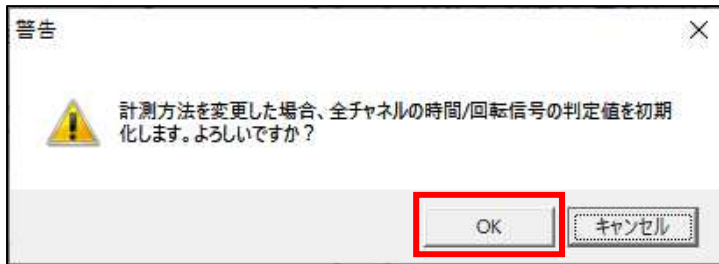 警告
計測方法を変更した場合、全チャネルの時間/回転信号の判定値を初期
化します。よろしいですか？
OK
キャンセル